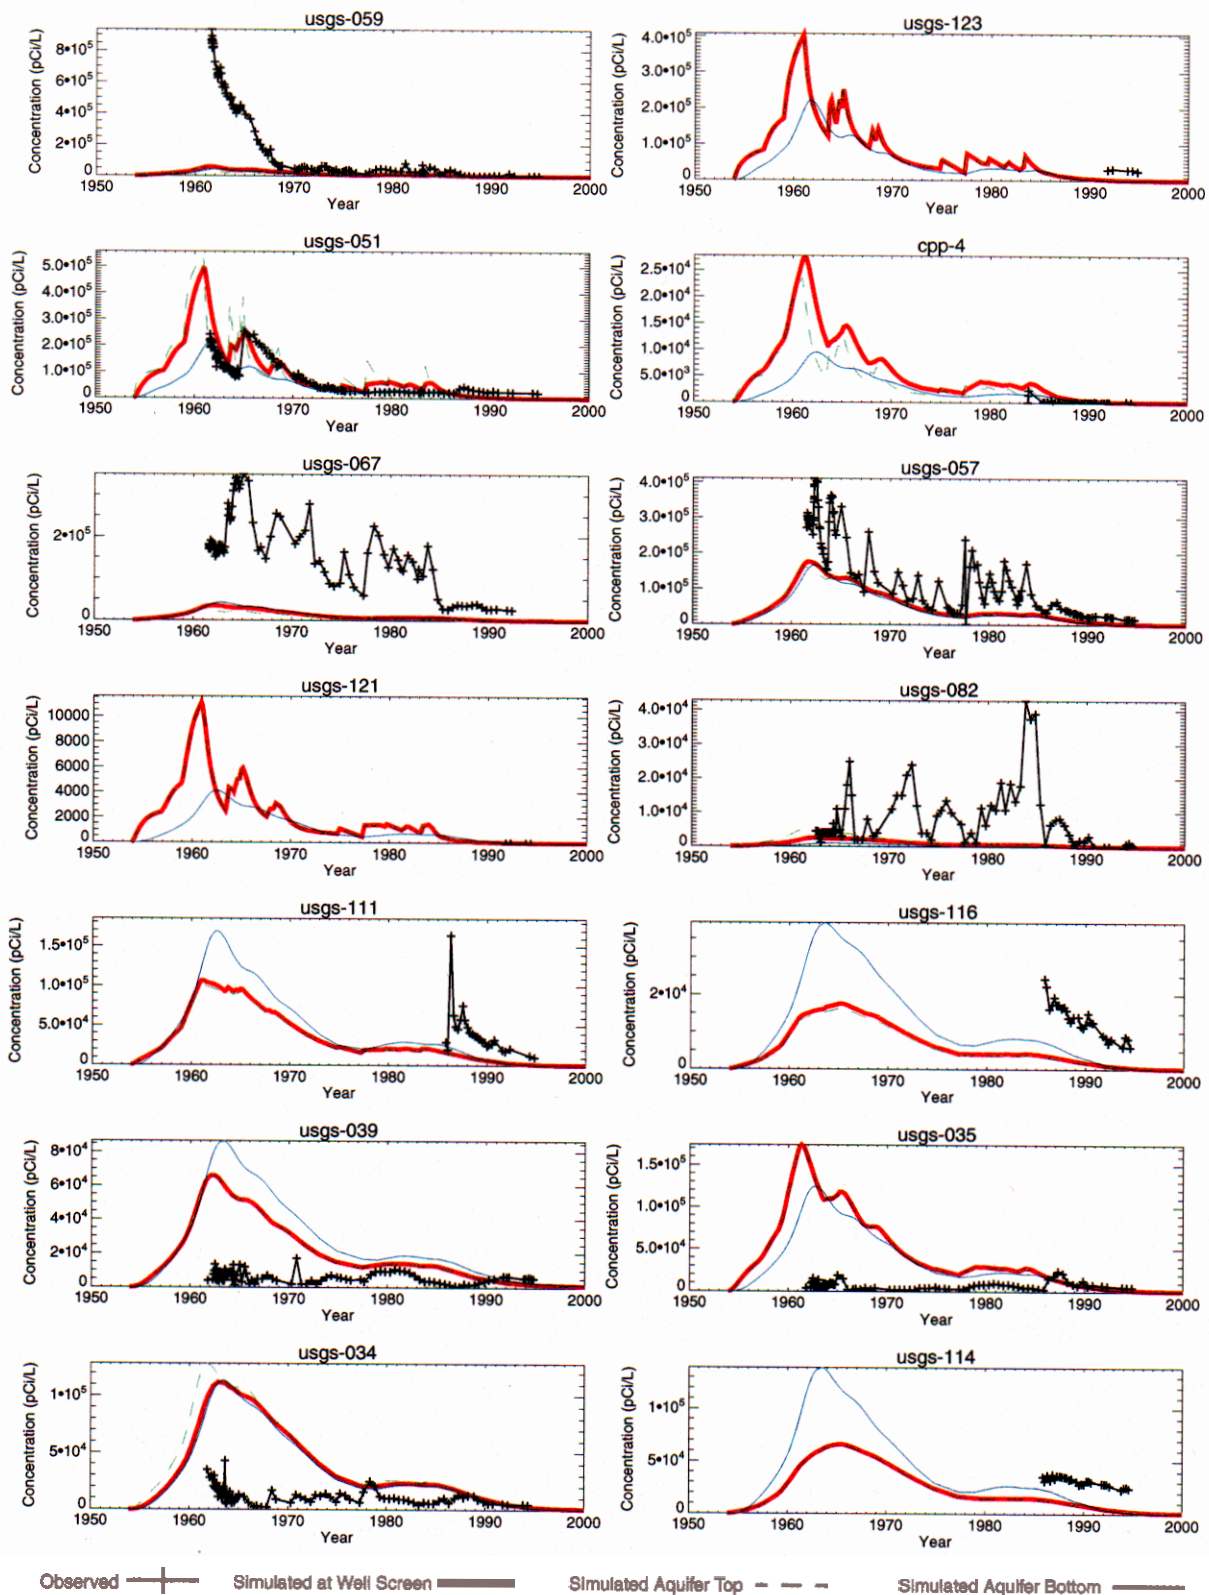 usgs-059
Concentration (pCi/L)
8•10⁵
6•10⁵
4•10⁵
2•10⁵
0
1950 1960 1970 1980 1990 2000
Year
usgs-123
Concentration (pCi/L)
4.0•10⁵
3.0•10⁵
2.0•10⁵
1.0•10⁵
0
1950 1960 1970 1980 1990 2000
Year
usgs-051
Concentration (pCi/L)
5.0•10⁵
4.0•10⁵
3.0•10⁵
2.0•10⁵
1.0•10⁵
0
1950 1960 1970 1980 1990 2000
Year
cpp-4
Concentration (pCi/L)
2.5•10⁴
2.0•10⁴
1.5•10⁴
1.0•10⁴
5.0•10³
0
1950 1960 1970 1980 1990 2000
Year
usgs-067
Concentration (pCi/L)
2•10⁵
0
1950 1960 1970 1980 1990 2000
Year
usgs-057
Concentration (pCi/L)
4.0•10⁵
3.0•10⁵
2.0•10⁵
1.0•10⁵
0
1950 1960 1970 1980 1990 2000
Year
usgs-121
Concentration (pCi/L)
10000
8000
6000
4000
2000
0
1950 1960 1970 1980 1990 2000
Year
usgs-082
Concentration (pCi/L)
4.0•10⁴
3.0•10⁴
2.0•10⁴
1.0•10⁴
0
1950 1960 1970 1980 1990 2000
Year
usgs-111
Concentration (pCi/L)
1.5•10⁵
1.0•10⁵
5.0•10⁴
0
1950 1960 1970 1980 1990 2000
Year
usgs-116
Concentration (pCi/L)
2•10⁴
0
1950 1960 1970 1980 1990 2000
Year
usgs-039
Concentration (pCi/L)
8•10⁴
6•10⁴
4•10⁴
2•10⁴
0
1950 1960 1970 1980 1990 2000
Year
usgs-035
Concentration (pCi/L)
1.5•10⁵
1.0•10⁵
5.0•10⁴
0
1950 1960 1970 1980 1990 2000
Year
usgs-034
Concentration (pCi/L)
1•10⁵
5•10⁴
0
1950 1960 1970 1980 1990 2000
Year
usgs-114
Concentration (pCi/L)
1•10⁵
5•10⁴
0
1950 1960 1970 1980 1990 2000
Year
Observed Simulated at Well Screen Simulated Aquifer Top Simulated Aquifer Bottom